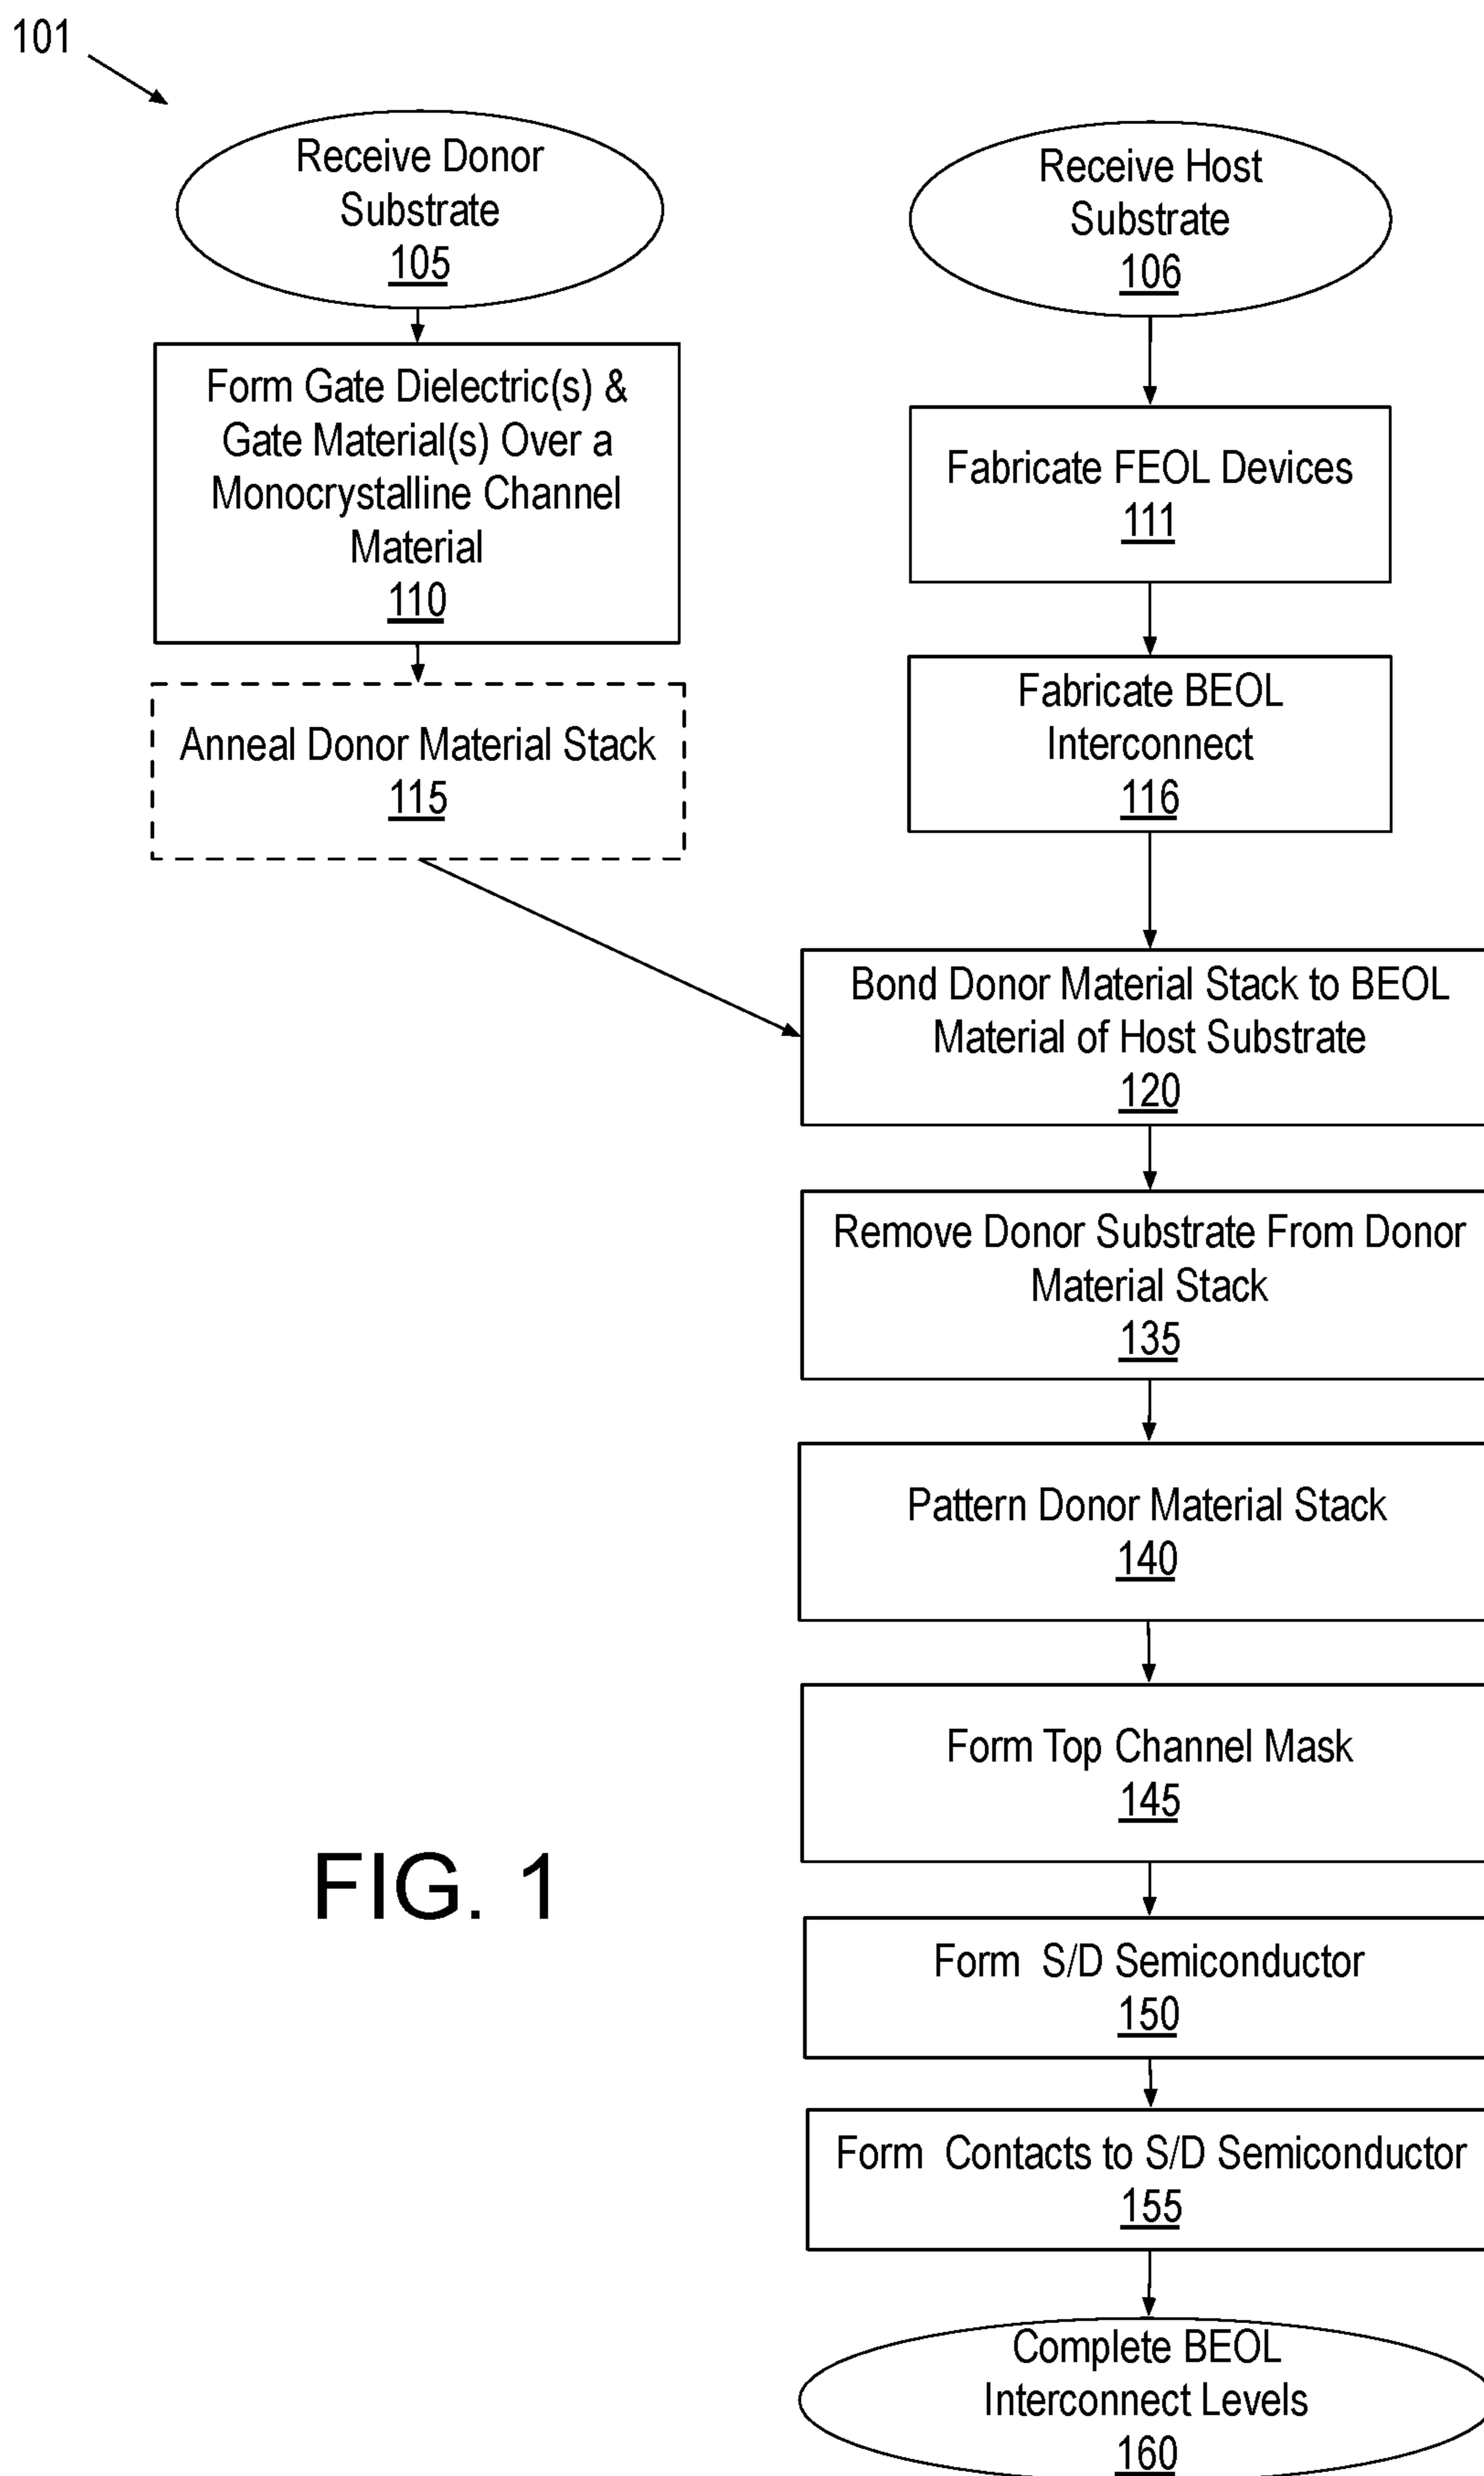 101
Receive Donor
Substrate
105
Form Gate Dielectric(s) &
Gate Material(s) Over a
Monocrystalline Channel
Material
110
Anneal Donor Material Stack
115
Receive Host
Substrate
106
Fabricate FEOL Devices
111
Fabricate BEOL
Interconnect
116
Bond Donor Material Stack to BEOL
Material of Host Substrate
120
Remove Donor Substrate From Donor
Material Stack
135
Pattern Donor Material Stack
140
Form Top Channel Mask
145
Form S/D Semiconductor
150
Form Contacts to S/D Semiconductor
155
Complete BEOL
Interconnect Levels
160
FIG. 1